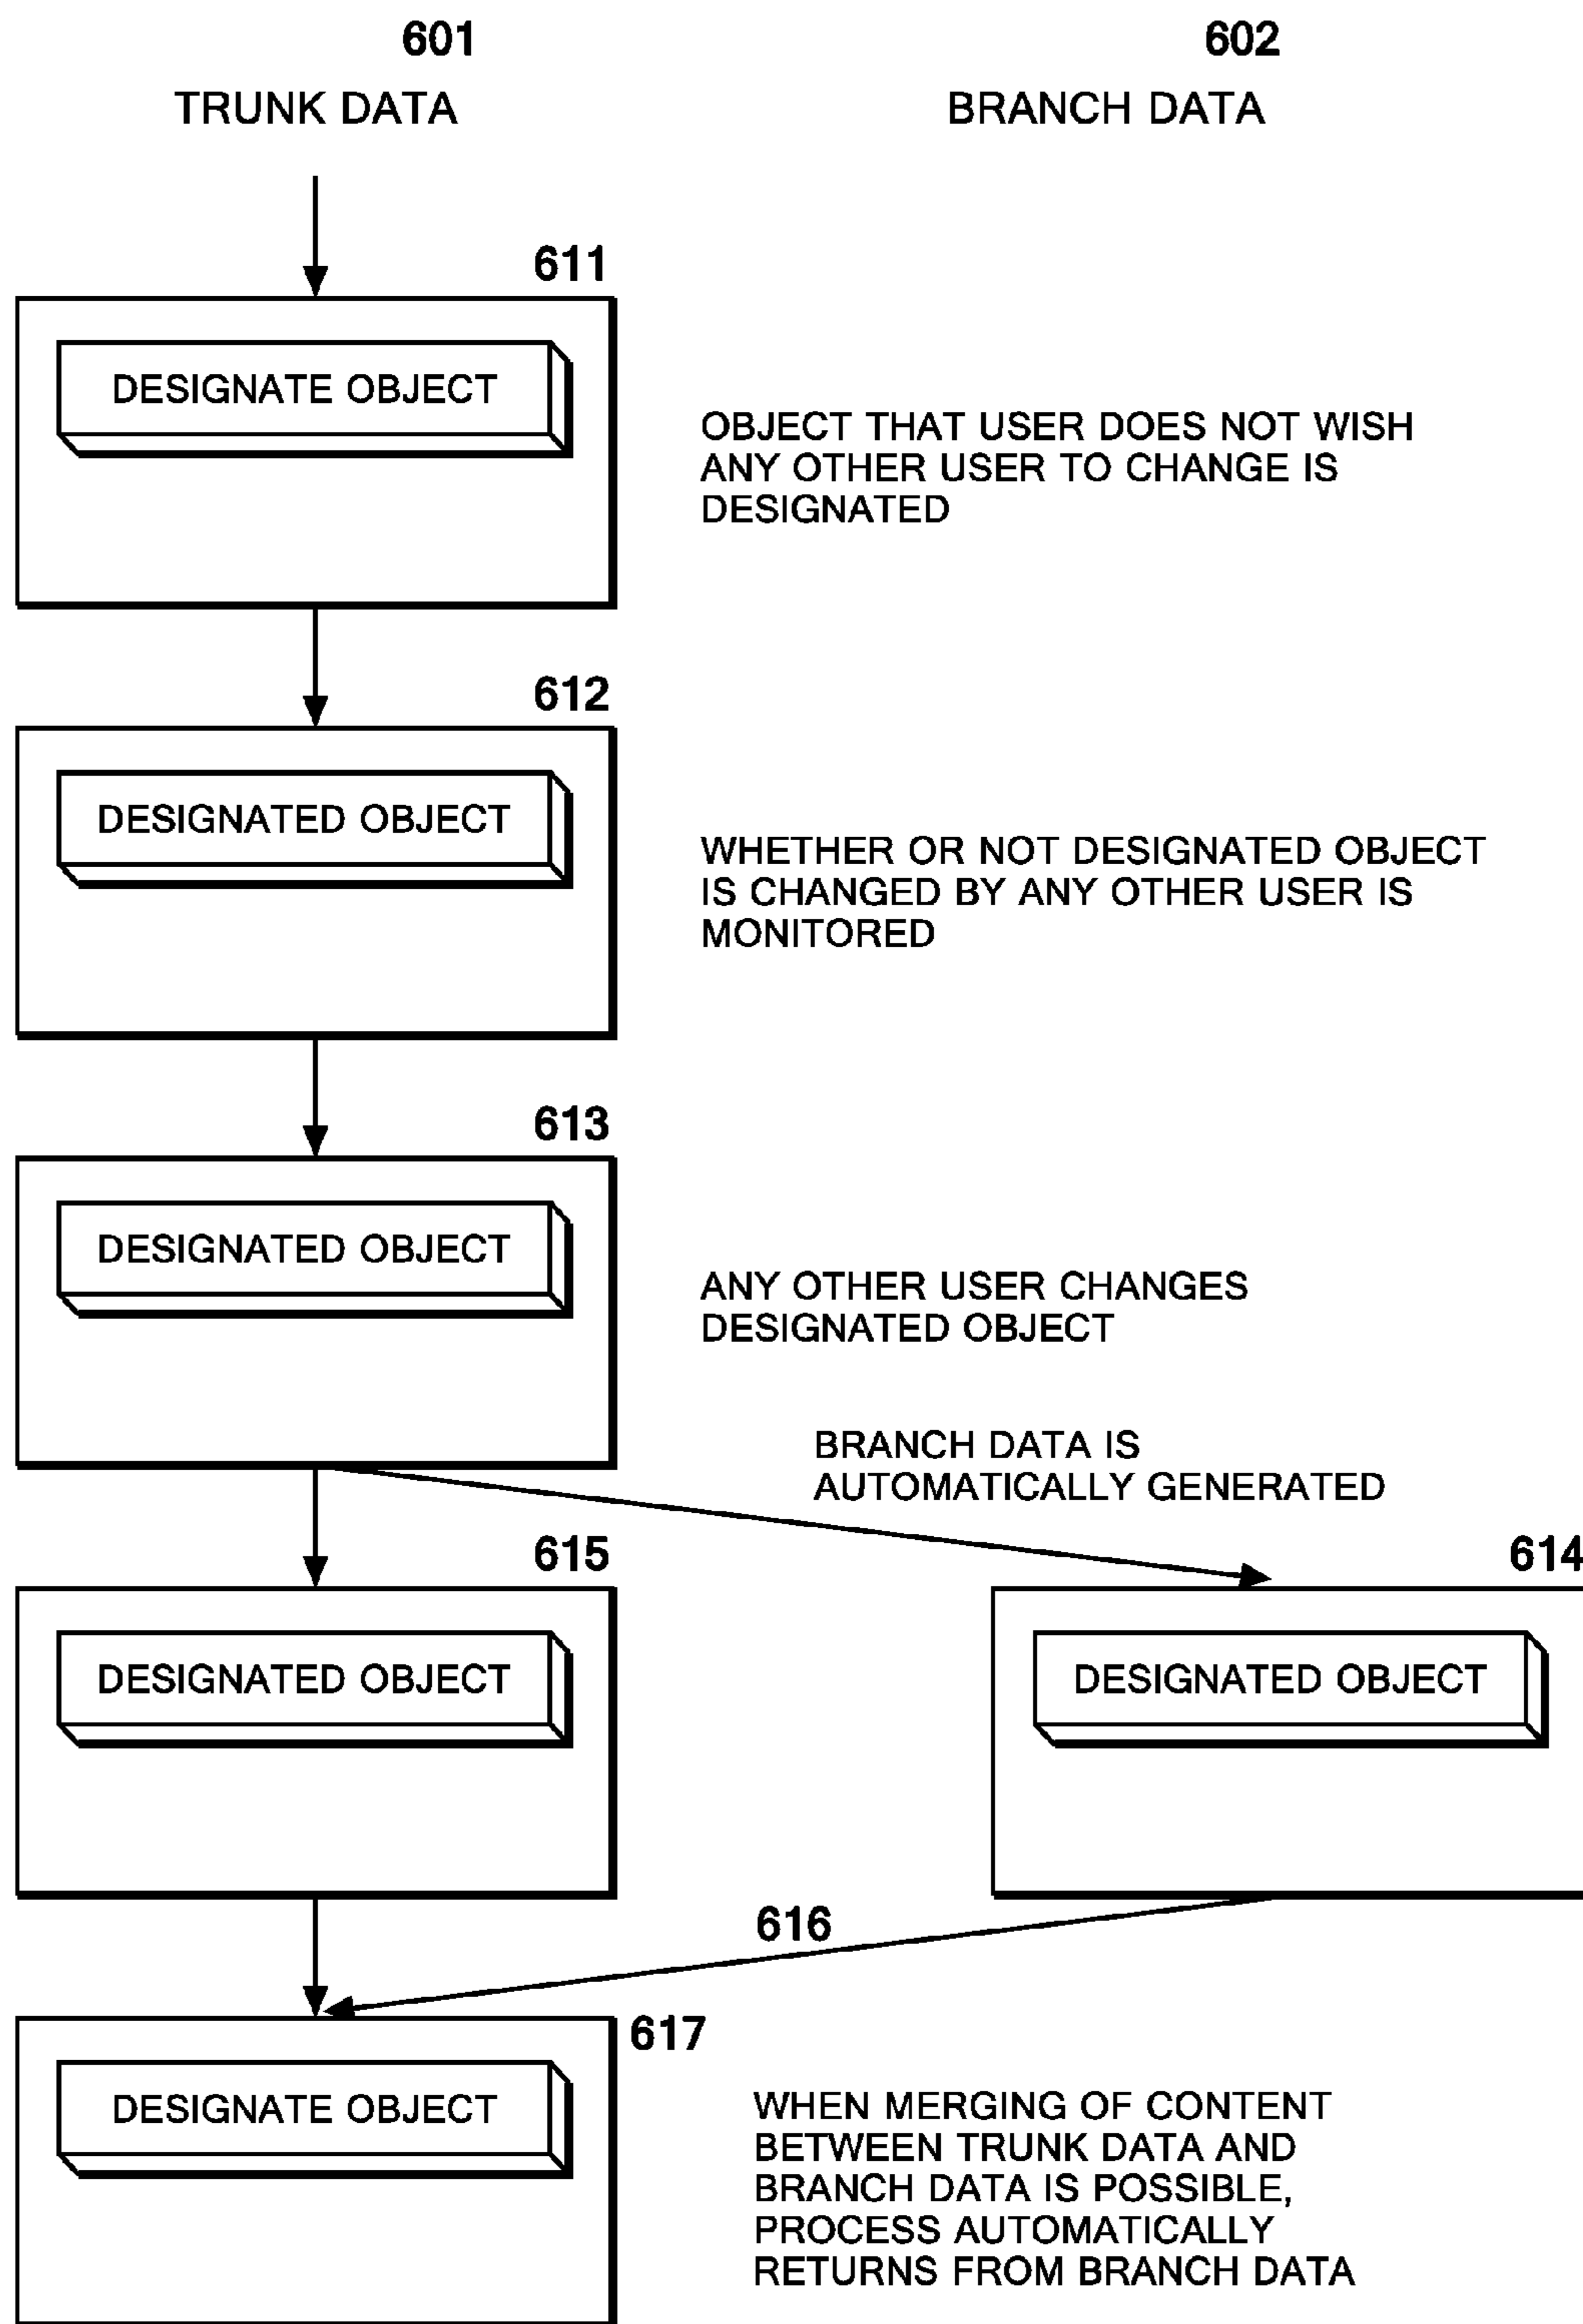 601
602
TRUNK DATA
BRANCH DATA
611
DESIGNATE OBJECT
OBJECT THAT USER DOES NOT WISH
ANY OTHER USER TO CHANGE IS
DESIGNATED
612
DESIGNATED OBJECT
WHETHER OR NOT DESIGNATED OBJECT
IS CHANGED BY ANY OTHER USER IS
MONITORED
613
DESIGNATED OBJECT
ANY OTHER USER CHANGES
DESIGNATED OBJECT
BRANCH DATA IS
AUTOMATICALLY GENERATED
615
614
DESIGNATED OBJECT
DESIGNATED OBJECT
616
617
DESIGNATE OBJECT
WHEN MERGING OF CONTENT
BETWEEN TRUNK DATA AND
BRANCH DATA IS POSSIBLE,
PROCESS AUTOMATICALLY
RETURNS FROM BRANCH DATA